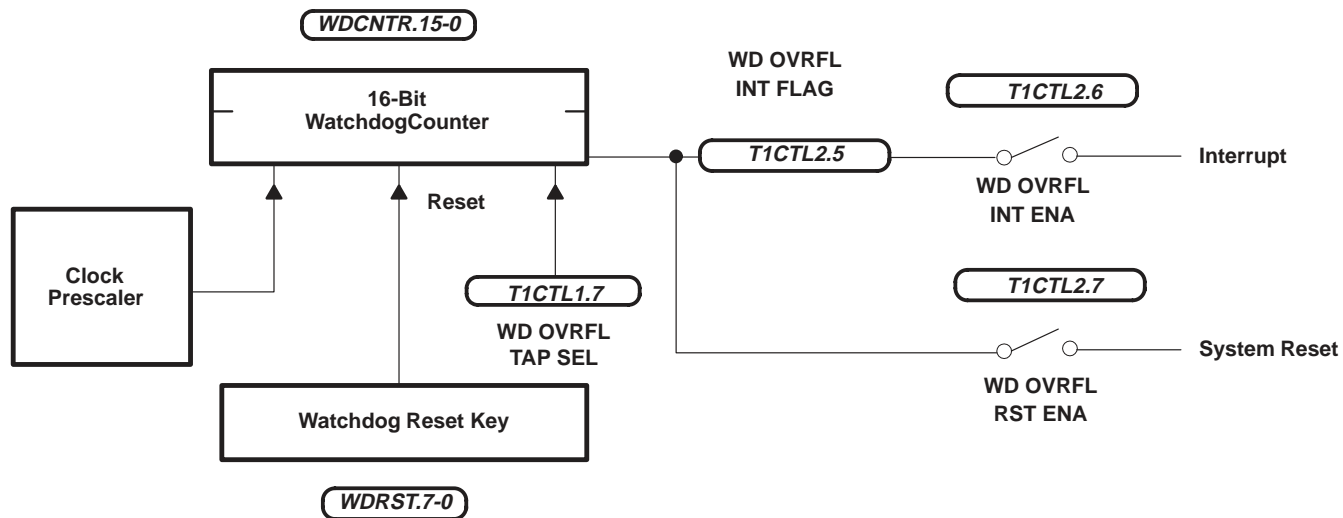 WDCNTR.15-0
16-Bit
WatchdogCounter
WD OVRFL
INT FLAG
T1CTL2.6
T1CTL2.5
Interrupt
WD OVRFL
INT ENA
Reset
Clock
Prescaler
T1CTL1.7
WD OVRFL
TAP SEL
T1CTL2.7
System Reset
WD OVRFL
RST ENA
Watchdog Reset Key
WDRST.7-0